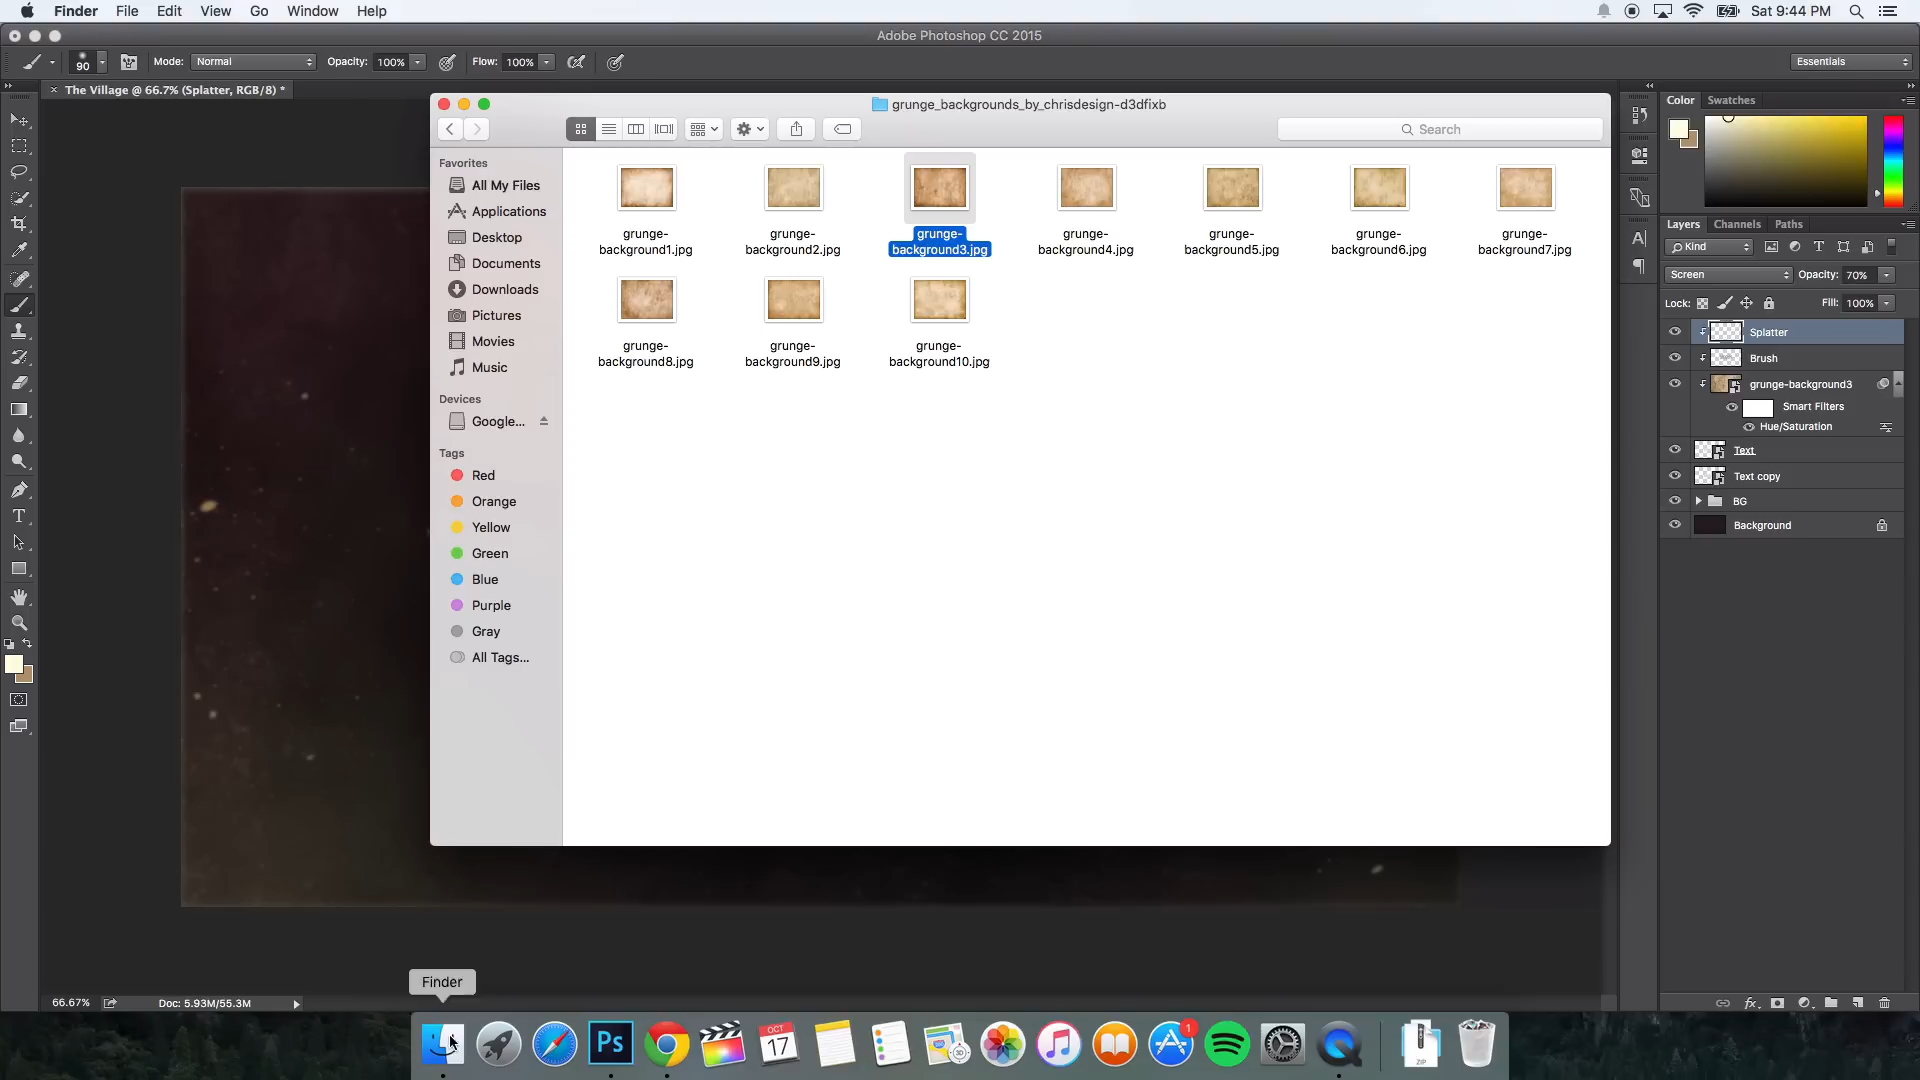 Finder File Edit View Go Window Help Sat 9:44 PM
Adobe Photoshop CC 2015
90 Mode: Normal Opacity: 100% Flow: 100% Essentials
× The Village @ 66.7% (Splatter, RGB/8) *
grunge_backgrounds_by_chrisdesign-d3dfixb
Search
Favorites
All My Files
Applications
Desktop
Documents
Downloads
Pictures
Movies
Music
Devices
Google...
Tags
Red
Orange
Yellow
Green
Blue
Purple
Gray
All Tags...
grunge-
background1.jpg
grunge-
background2.jpg
grunge-
background3.jpg
grunge-
background4.jpg
grunge-
background5.jpg
grunge-
background6.jpg
grunge-
background7.jpg
grunge-
background8.jpg
grunge-
background9.jpg
grunge-
background10.jpg
Color Swatches
Layers Channels Paths
Kind
Screen Opacity: 70%
Lock: Fill: 100%
Splatter
Brush
grunge-background3
Smart Filters
Hue/Saturation
Text
Text copy
BG
Background
Finder
66.67% Doc: 5.93M/55.3M
Ps
OCT
17
3D
1
ZIP